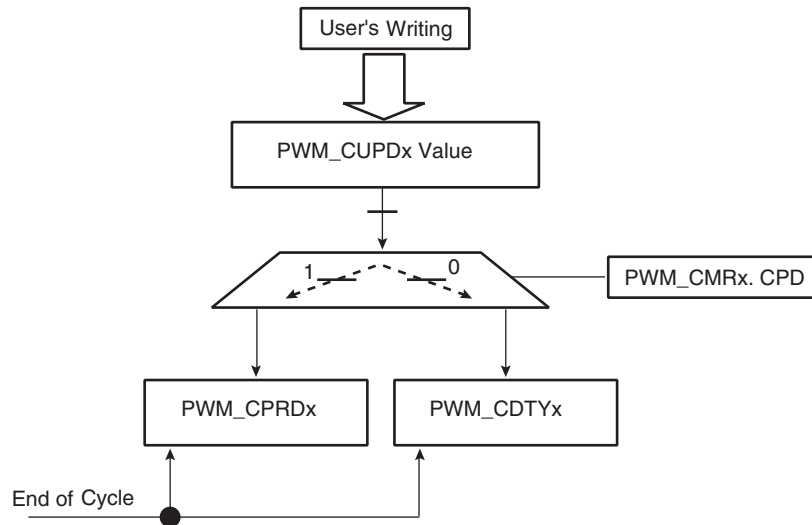 User's Writing
PWM_CUPDx Value
1
0
PWM_CMRx. CPD
PWM_CPRDx
PWM_CDTYx
End of Cycle